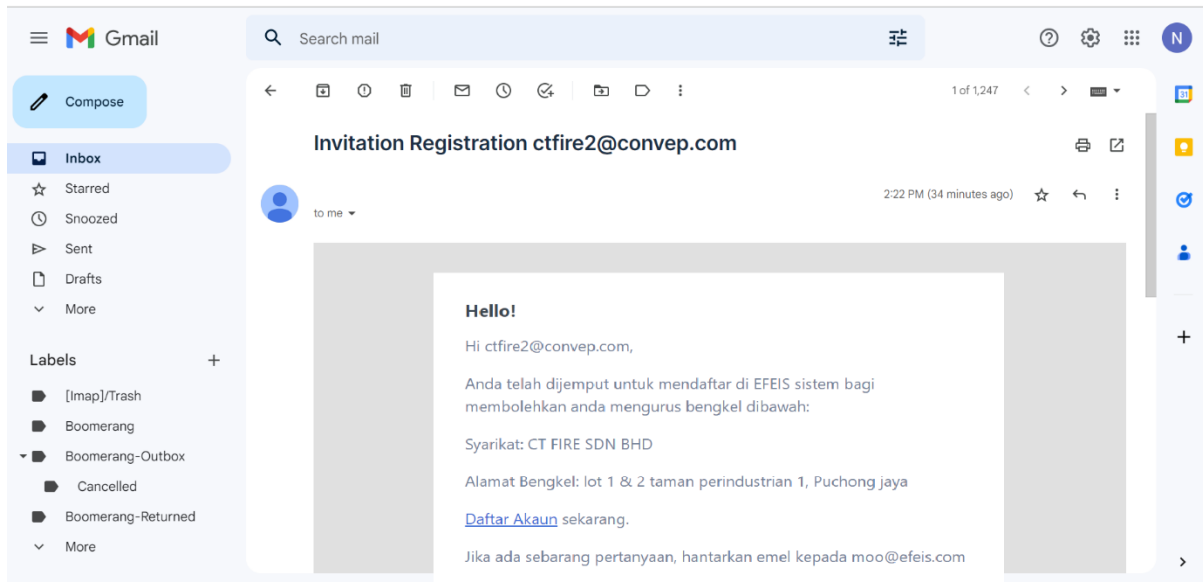 Gmail
Search mail
N
Compose
1 of 1,247
31
Inbox
Starred
Snoozed
Sent
Drafts
More
Labels
[Imap]/Trash
Boomerang
Boomerang-Outbox
Cancelled
Boomerang-Returned
More
Invitation Registration ctfire2@convep.com
2:22 PM (34 minutes ago)
to me
Hello!
Hi ctfire2@convep.com,
Anda telah dijemput untuk mendaftar di EFEIS sistem bagi
membolehkan anda mengurus bengkel dibawah:
Syarikat: CT FIRE SDN BHD
Alamat Bengkel: lot 1 & 2 taman perindustrian 1, Puchong jaya
Daftar Akaun sekarang.
Jika ada sebarang pertanyaan, hantarkan emel kepada moo@efeis.com